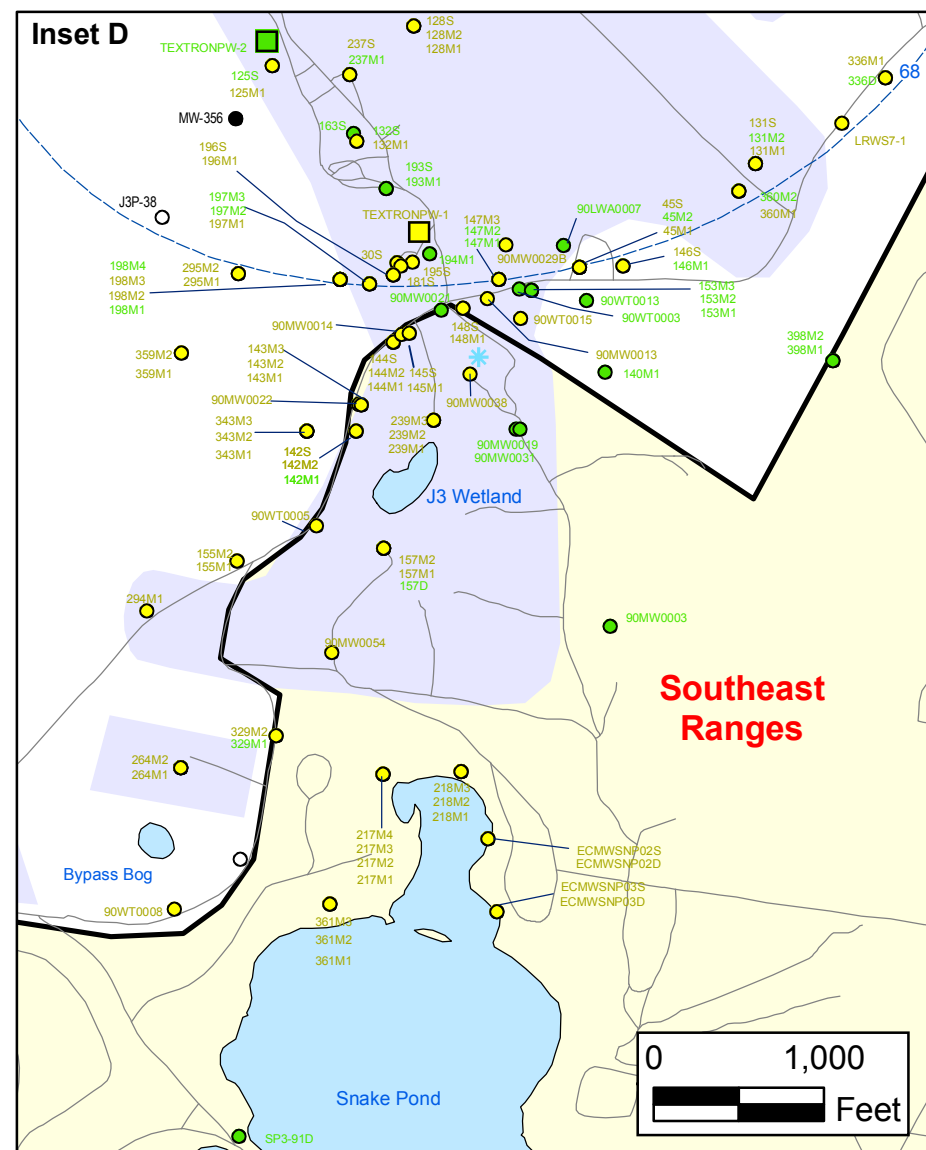 Inset D
128S
128M2
128M1
TEXTRONPW-2
237S
237M1
125S
125M1
336M1
336D
68
MW-356
163S
132S
132M1
131S
131M2
131M1
LRWS7-1
196S
196M1
193S
193M1
197M3
197M2
197M1
360M2
360M1
J3P-38
TEXTRONPW-1
147M3
147M2
147M1
90LWA0007
45S
45M2
45M1
30S
194M1
90MW0029B
146S
146M1
198M4
198M3
198M2
198M1
295M2
295M1
195S
181S
90MW0021
90WT0013
153M3
153M2
153M1
90WT0003
90WT0015
90MW0014
148S
148M1
398M2
398M1
143M3
143M2
143M1
90MW0013
359M2
359M1
144S
144M2
144M1
145S
145M1
140M1
90MW0022
90MW0038
343M3
343M2
343M1
239M3
239M2
239M1
90MW0019
90MW0031
142S
142M2
142M1
J3 Wetland
90WT0005
155M2
155M1
157M2
157M1
157D
294M1
90MW0003
90MW0054
Southeast
Ranges
329M2
329M1
264M2
264M1
218M3
218M2
218M1
217M4
217M3
217M2
217M1
ECMWSNP02S
ECMWSNP02D
Bypass Bog
ECMWSNP03S
ECMWSNP03D
90WT0008
361M3
361M2
361M1
0 1,000
Feet
Snake Pond
SP3-91D